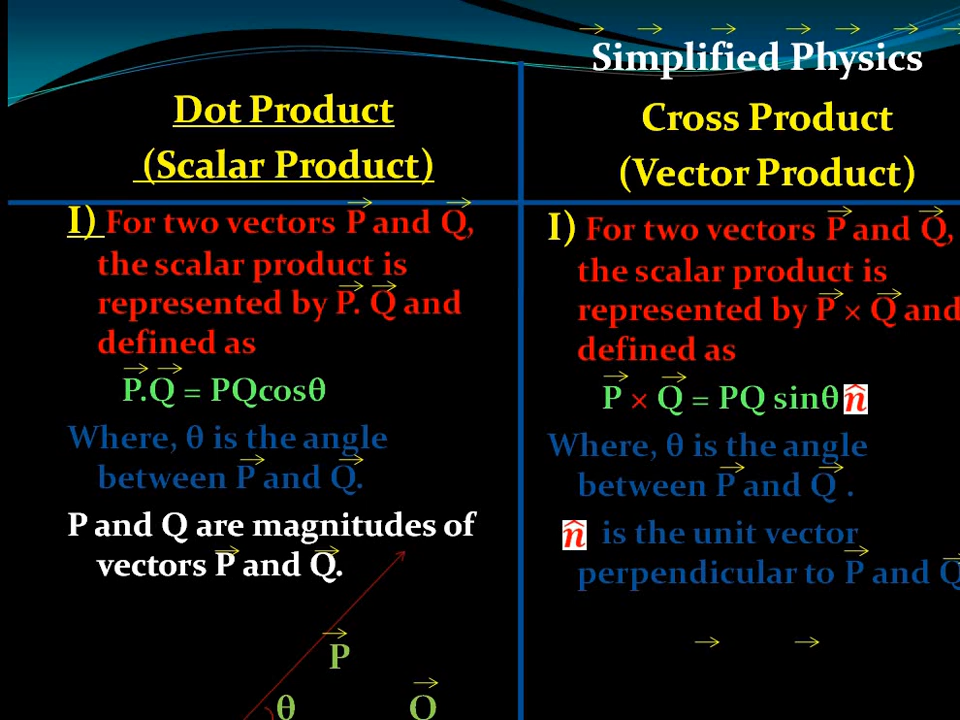 Simplified Physics
Dot Product
(Scalar Product)
I) For two vectors P⃗ and Q⃗,
the scalar product is
represented by P⃗. Q⃗ and
defined as
P⃗.Q⃗ = PQcosθ
Where, θ is the angle
between P⃗ and Q⃗.
P and Q are magnitudes of
vectors P⃗ and Q⃗.
P⃗
θ
Q⃗
Cross Product
(Vector Product)
I) For two vectors P⃗ and Q⃗,
the scalar product is
represented by P⃗ × Q⃗ and
defined as
P⃗ × Q⃗ = PQ sinθ n̂
Where, θ is the angle
between P⃗ and Q⃗ .
n̂ is the unit vector
perpendicular to P⃗ and Q⃗